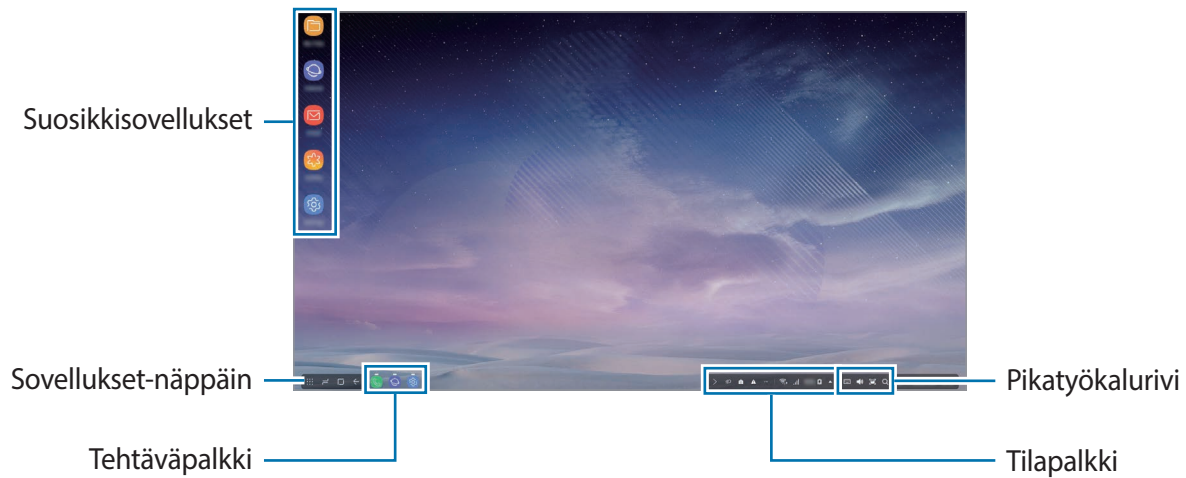 Suosikkisovellukset
Sovellukset-näppäin
Pikatyökalurivi
Tehtäväpalkki
Tilapalkki